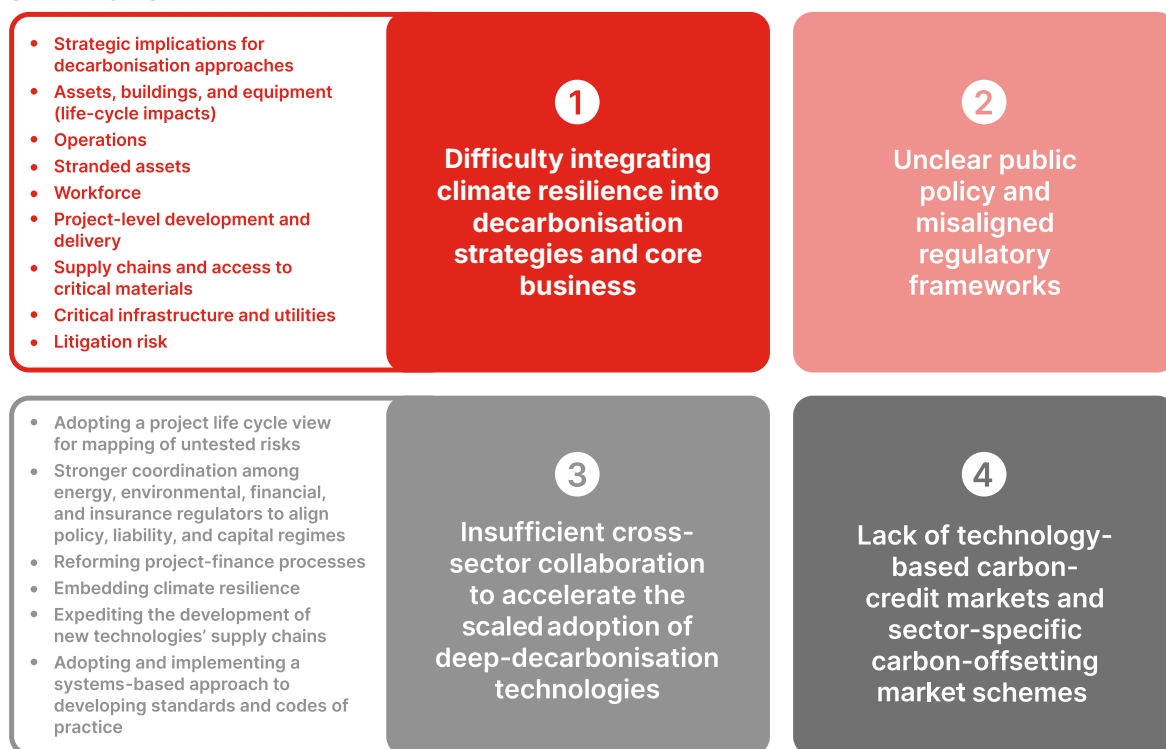 • Strategic implications for
decarbonisation approaches
• Assets, buildings, and equipment
(life-cycle impacts)
• Operations
• Stranded assets
• Workforce
• Project-level development and
delivery
• Supply chains and access to
critical materials
• Critical infrastructure and utilities
• Litigation risk
1
Difficulty integrating
climate resilience into
decarbonisation
strategies and core
business
2
Unclear public
policy and
misaligned
regulatory
frameworks
• Adopting a project life cycle view
for mapping of untested risks
• Stronger coordination among
energy, environmental, financial,
and insurance regulators to align
policy, liability, and capital regimes
• Reforming project-finance processes
• Embedding climate resilience
• Expediting the development of
new technologies’ supply chains
• Adopting and implementing a
systems-based approach to
developing standards and codes of
practice
3
Insufficient cross-
sector collaboration
to accelerate the
scaled adoption of
deep-decarbonisation
technologies
4
Lack of technology-
based carbon-
credit markets and
sector-specific
carbon-offsetting
market schemes